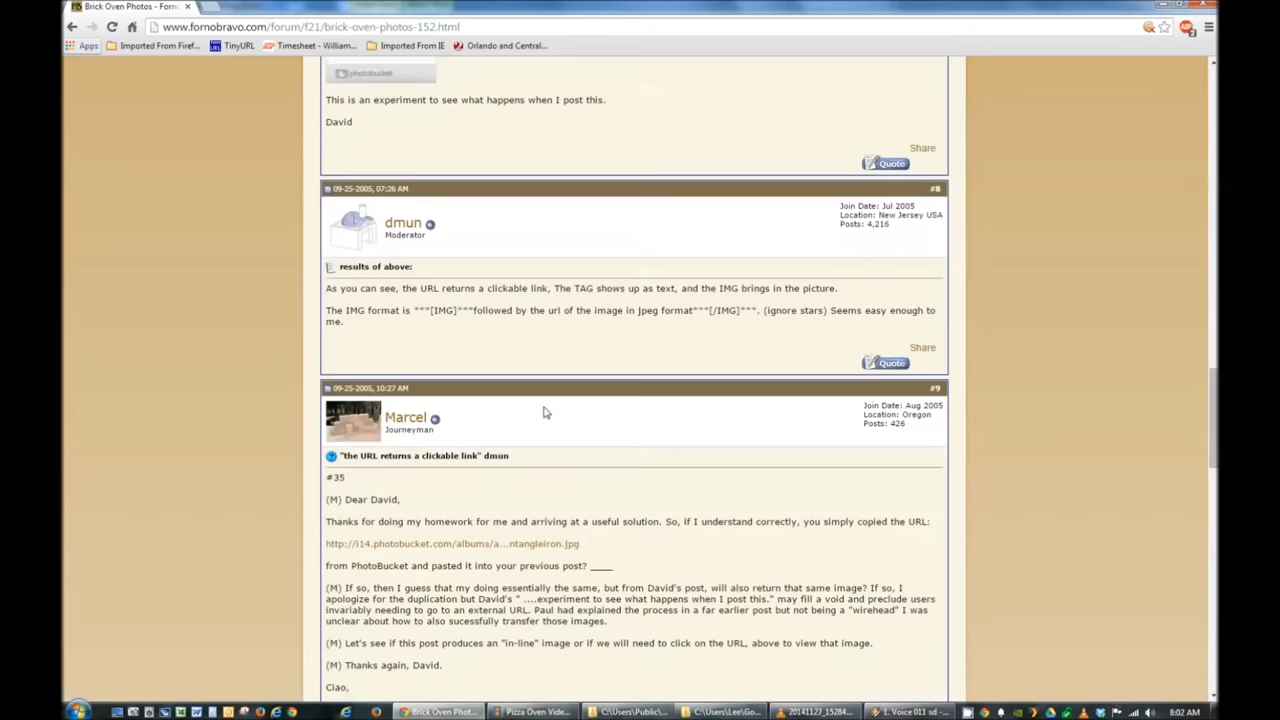 Brick Oven Photos - Forno
www.fornobravo.com/forum/f21/brick-oven-photos-152.html
Apps Imported From Firef... TinyURL Timesheet - William... Imported From IE Orlando and Central...
photobucket
This is an experiment to see what happens when I post this.
David
Share
Quote
09-25-2005, 07:26 AM #8
dmun
Moderator
Join Date: Jul 2005
Location: New Jersey USA
Posts: 4,216
results of above:
As you can see, the URL returns a clickable link, The TAG shows up as text, and the IMG brings in the picture.
The IMG format is ***[IMG]***followed by the url of the image in jpeg format***[/IMG]***. (ignore stars) Seems easy enough to
me.
Share
Quote
09-25-2005, 10:27 AM #9
Marcel
Journeyman
Join Date: Aug 2005
Location: Oregon
Posts: 426
"the URL returns a clickable link" dmun
#35
(M) Dear David,
Thanks for doing my homework for me and arriving at a useful solution. So, if I understand correctly, you simply copied the URL:
http://i14.photobucket.com/albums/a...ntangleiron.jpg
from PhotoBucket and pasted it into your previous post? ____
(M) If so, then I guess that my doing essentially the same, but from David's post, will also return that same image? If so, I
apologize for the duplication but David's " ....experiment to see what happens when I post this." may fill a void and preclude users
invariably needing to go to an external URL. Paul had explained the process in a far earlier post but not being a "wirehead" I was
unclear about how to also sucessfully transfer those images.
(M) Let's see if this post produces an "in-line" image or if we will need to click on the URL, above to view that image.
(M) Thanks again, David.
Ciao,
Brick Oven Phot... Pizza Oven Vide... C:\Users\Public\... C:\Users\Lee\Go... 20141127_15284... 1. Voice 011 sd -... 8:02 AM